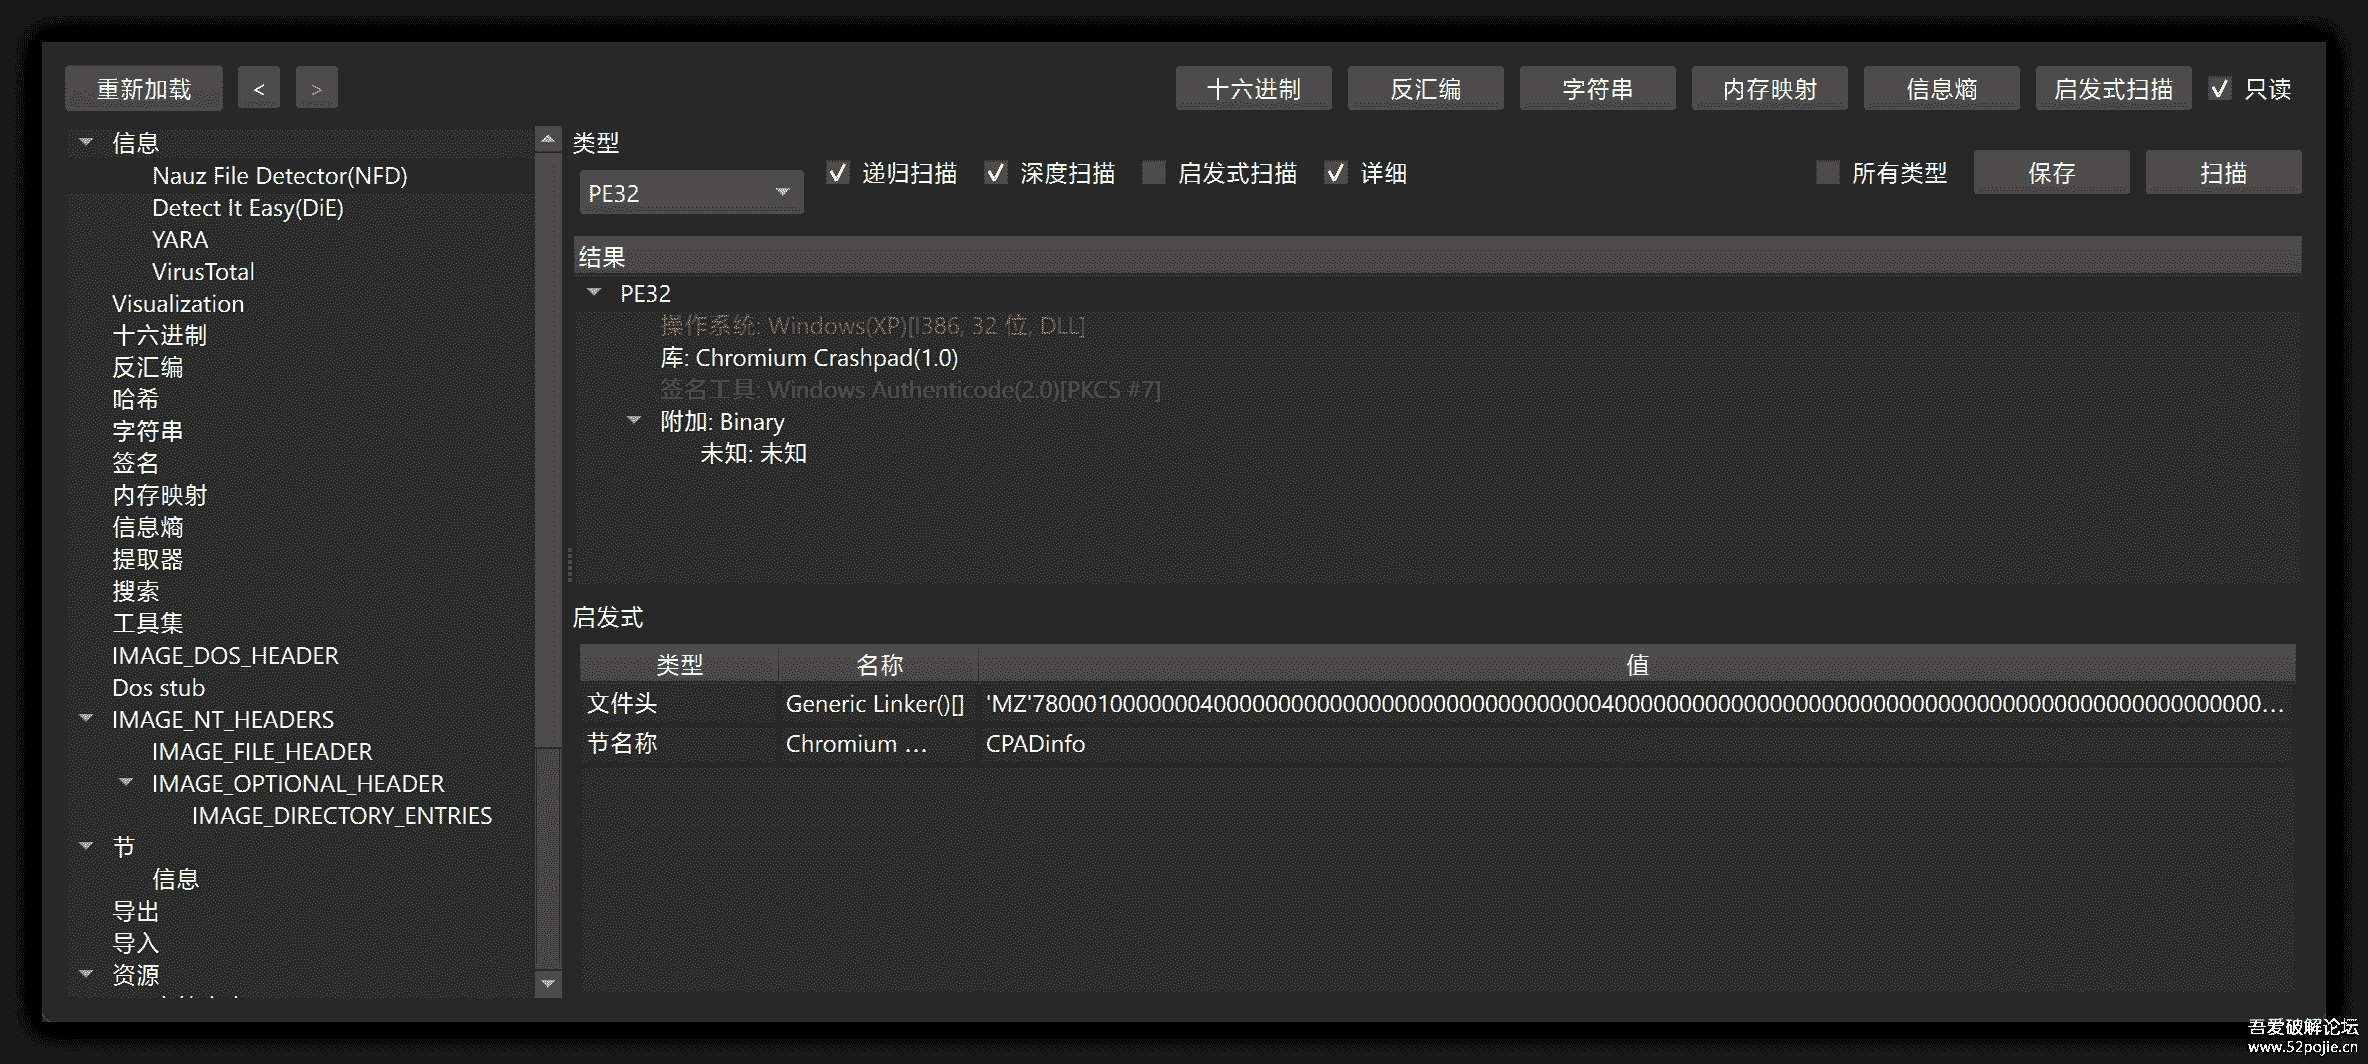 重新加载 < > 十六进制 反汇编 字符串 内存映射 信息熵 启发式扫描 只读
信息
Nauz File Detector(NFD)
Detect It Easy(DiE)
YARA
VirusTotal
Visualization
十六进制
反汇编
哈希
字符串
签名
内存映射
信息熵
提取器
搜索
工具集
IMAGE_DOS_HEADER
Dos stub
IMAGE_NT_HEADERS
IMAGE_FILE_HEADER
IMAGE_OPTIONAL_HEADER
IMAGE_DIRECTORY_ENTRIES
节
信息
导出
导入
资源
类型
PE32 递归扫描 深度扫描 启发式扫描 详细 所有类型 保存 扫描
结果
PE32
操作系统: Windows(XP)[I386, 32 位, DLL]
库: Chromium Crashpad(1.0)
签名工具: Windows Authenticode(2.0)[PKCS #7]
附加: Binary
未知: 未知
启发式
类型 名称 值
文件头 Generic Linker()[]
节名称 Chromium ... CPADinfo
吾爱破解论坛
www.52pojie.cn